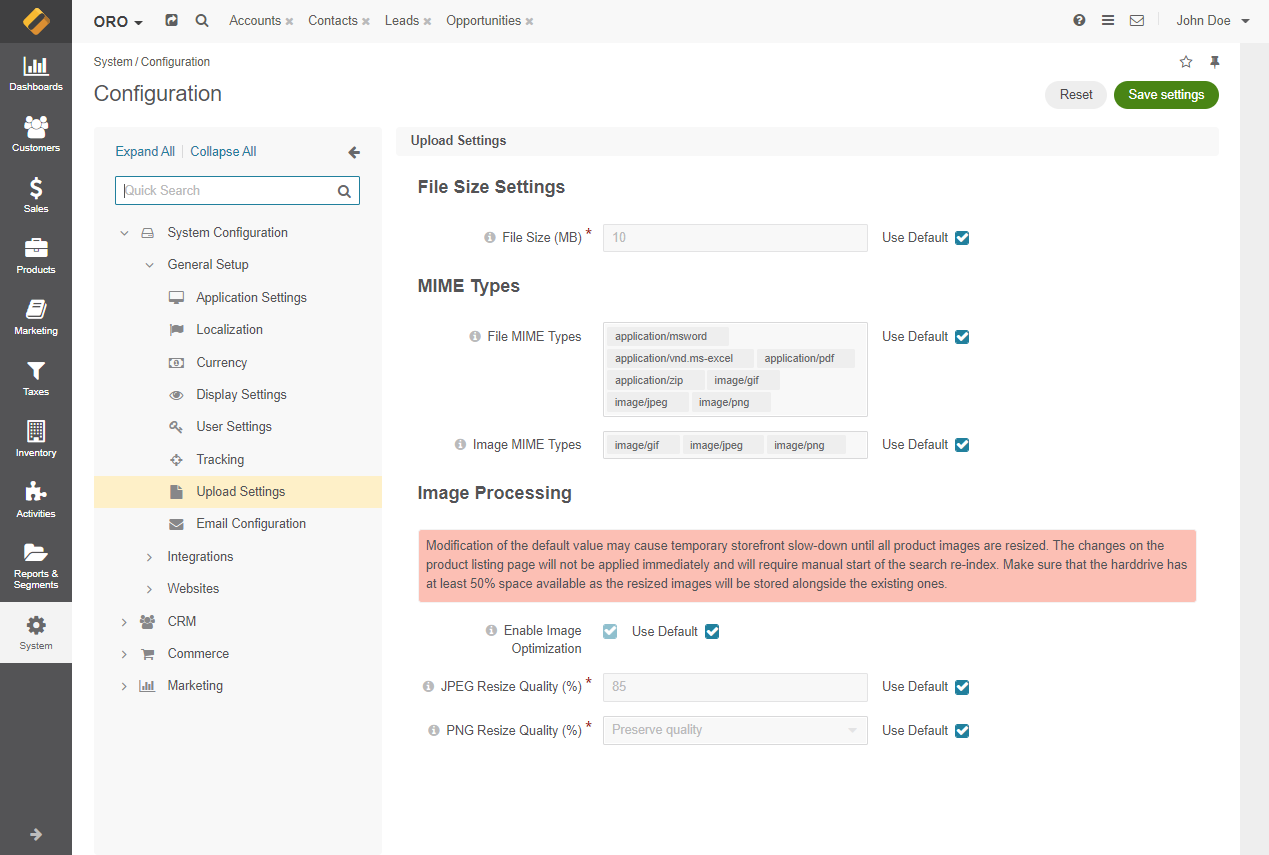 ORO
Accounts
Contacts
Leads
Opportunities
John Doe
Dashboards
Customers
Sales
Products
Marketing
Taxes
Inventory
Activities
Reports &
Segments
System
System / Configuration
Configuration
Reset
Save settings
Expand All | Collapse All
Quick Search
System Configuration
General Setup
Application Settings
Localization
Currency
Display Settings
User Settings
Tracking
Upload Settings
Email Configuration
Integrations
Websites
CRM
Commerce
Marketing
Upload Settings
File Size Settings
File Size (MB) * 10 Use Default
MIME Types
File MIME Types
application/msword
application/vnd.ms-excel application/pdf
application/zip image/gif
image/jpeg image/png
Use Default
Image MIME Types image/gif image/jpeg image/png Use Default
Image Processing
Modification of the default value may cause temporary storefront slow-down until all product images are resized. The changes on the
product listing page will not be applied immediately and will require manual start of the search re-index. Make sure that the harddrive has
at least 50% space available as the resized images will be stored alongside the existing ones.
Enable Image
Optimization
Use Default
JPEG Resize Quality (%) * 85 Use Default
PNG Resize Quality (%) * Preserve quality Use Default